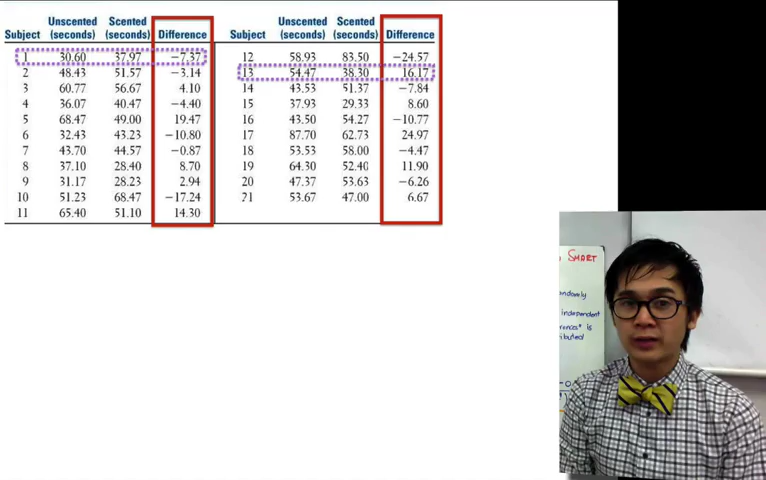 Unscented Scented
Subject (seconds) (seconds) Difference
1 30.60 37.97 −7.37
2 48.43 51.57 −3.14
3 60.77 56.67 4.10
4 36.07 40.47 −4.40
5 68.47 49.00 19.47
6 32.43 43.23 −10.80
7 43.70 44.57 −0.87
8 37.10 28.40 8.70
9 31.17 28.23 2.94
10 51.23 68.47 −17.24
11 65.40 51.10 14.30
Unscented Scented
Subject (seconds) (seconds) Difference
12 58.93 83.50 −24.57
13 54.47 38.30 16.17
14 43.53 51.37 −7.84
15 37.93 29.33 8.60
16 43.50 54.27 −10.77
17 87.70 62.73 24.97
18 53.53 58.00 −4.47
19 64.30 52.40 11.90
20 47.37 53.63 −6.26
21 53.67 47.00 6.67
SMART
independent
is